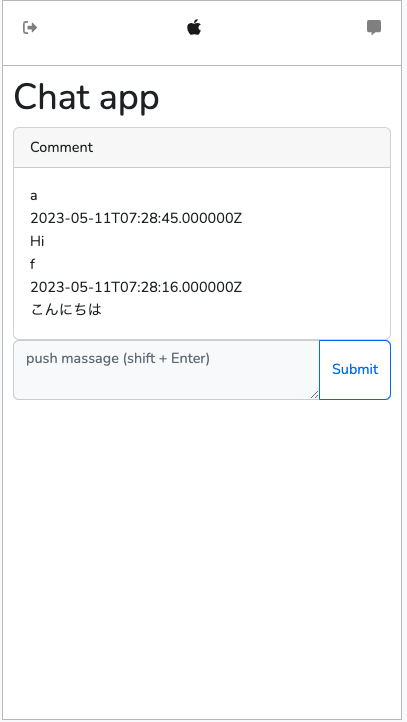 Chat app
Comment
a
2023-05-11T07:28:45.000000Z
Hi
f
2023-05-11T07:28:16.000000Z
こんにちは
push massage (shift + Enter)
Submit